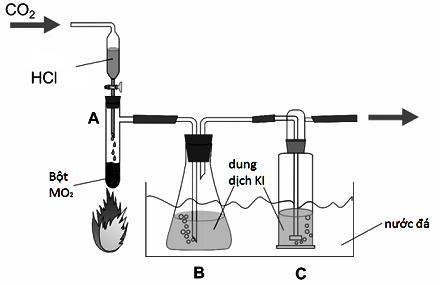 CO₂
HCl
A
Bột
MO₂
dung
dịch KI
nước đá
B
C